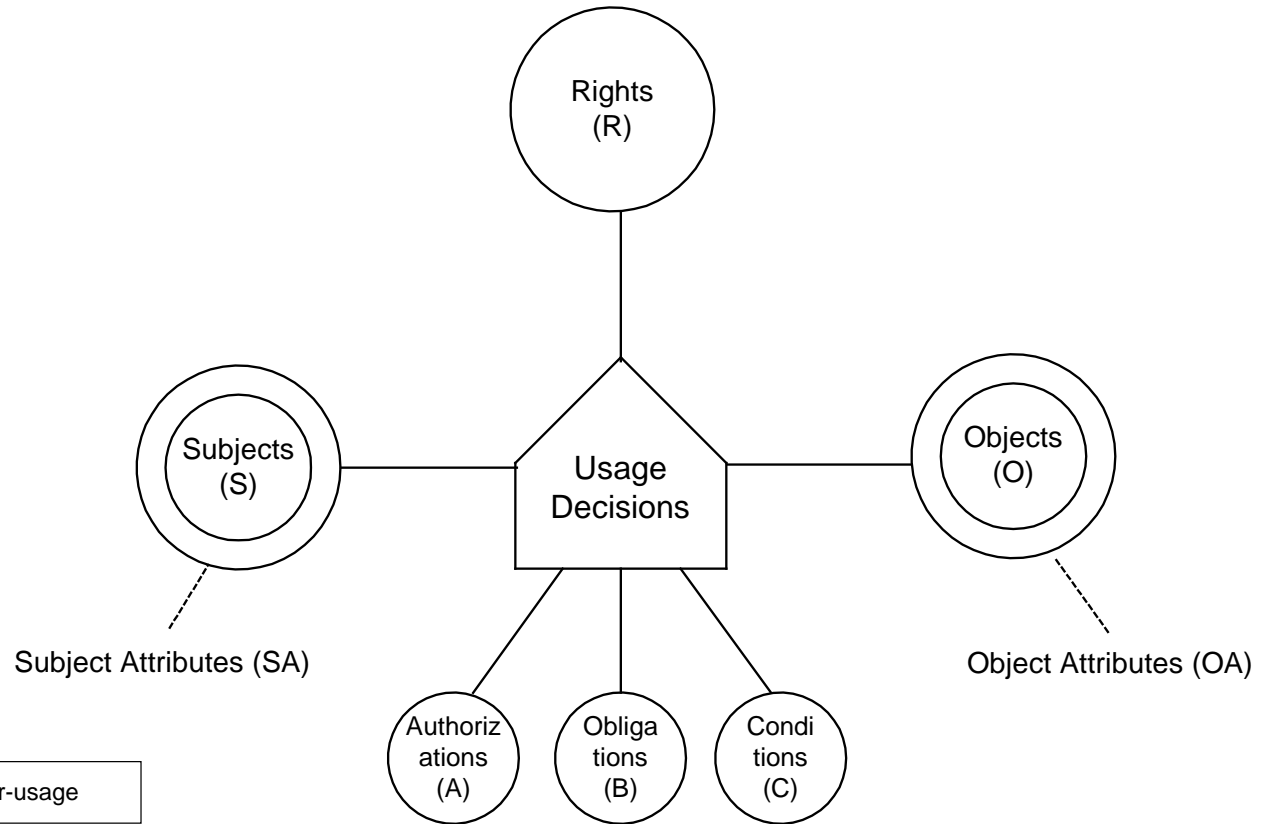 Rights
(R)
Subjects
(S)
Objects
(O)
Usage
Decisions
Subject Attributes (SA)
Object Attributes (OA)
Authoriz
ations
(A)
Obliga
tions
(B)
Condi
tions
(C)
r-usage